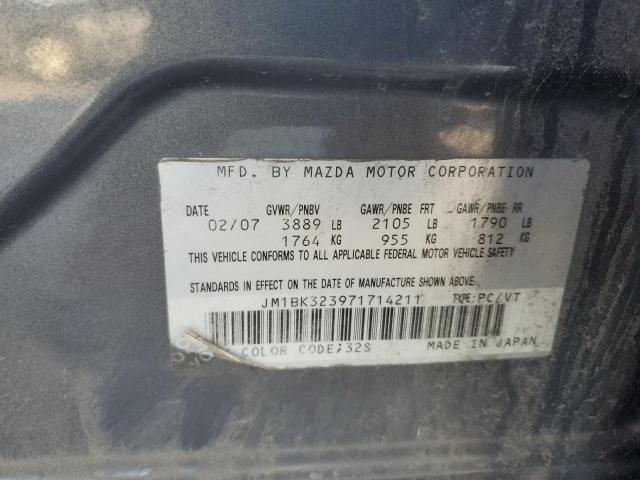 MFD. BY MAZDA MOTOR CORPORATION
DATE GVWR/PNBV GAWR/PNBE FRT GAWR/PNBE RR
02/07 3889 LB 2105 LB 1790 LB
1764 KG 955 KG 812 KG
THIS VEHICLE CONFORMS TO ALL APPLICABLE FEDERAL MOTOR VEHICLE SAFETY
STANDARDS IN EFFECT ON THE DATE OF MANUFACTURE SHOWN ABOVE.
JM1BK323971714211 TYPE:PC/VT
COLOR CODE;32S MADE IN JAPAN